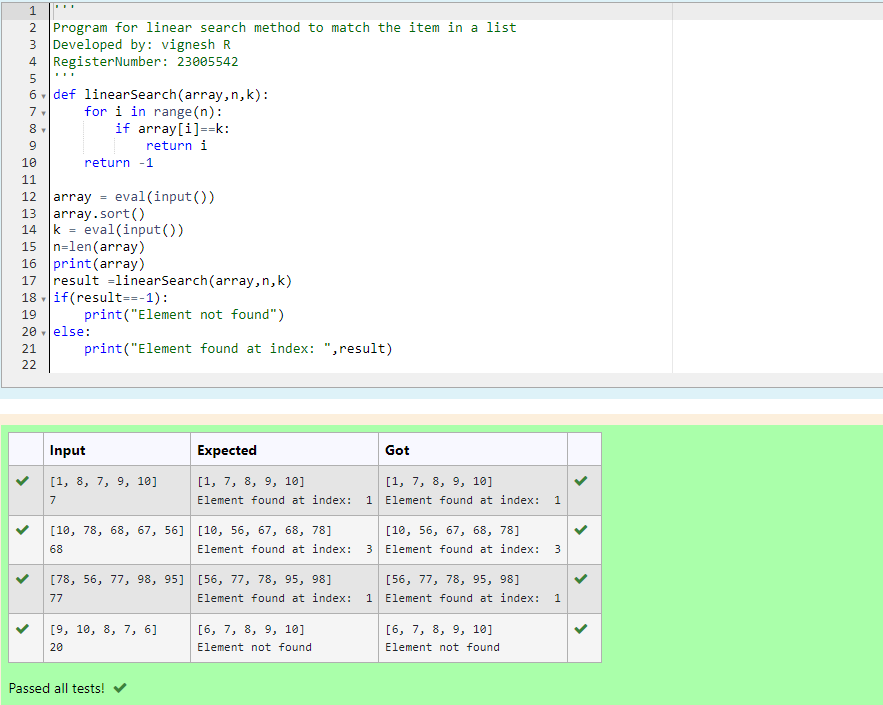 1 '''
2 Program for linear search method to match the item in a list
3 Developed by: vignesh R
4 RegisterNumber: 23005542
5 '''
6 def linearSearch(array,n,k):
7     for i in range(n):
8         if array[i]==k:
9             return i
10     return -1
11
12 array = eval(input())
13 array.sort()
14 k = eval(input())
15 n=len(array)
16 print(array)
17 result =linearSearch(array,n,k)
18 if(result==-1):
19     print("Element not found")
20 else:
21     print("Element found at index: ",result)
22
Input Expected Got
[1, 8, 7, 9, 10] [1, 7, 8, 9, 10] [1, 7, 8, 9, 10]
7 Element found at index:  1 Element found at index:  1
[10, 78, 68, 67, 56] [10, 56, 67, 68, 78] [10, 56, 67, 68, 78]
68 Element found at index:  3 Element found at index:  3
[78, 56, 77, 98, 95] [56, 77, 78, 95, 98] [56, 77, 78, 95, 98]
77 Element found at index:  1 Element found at index:  1
[9, 10, 8, 7, 6] [6, 7, 8, 9, 10] [6, 7, 8, 9, 10]
20 Element not found Element not found
Passed all tests!